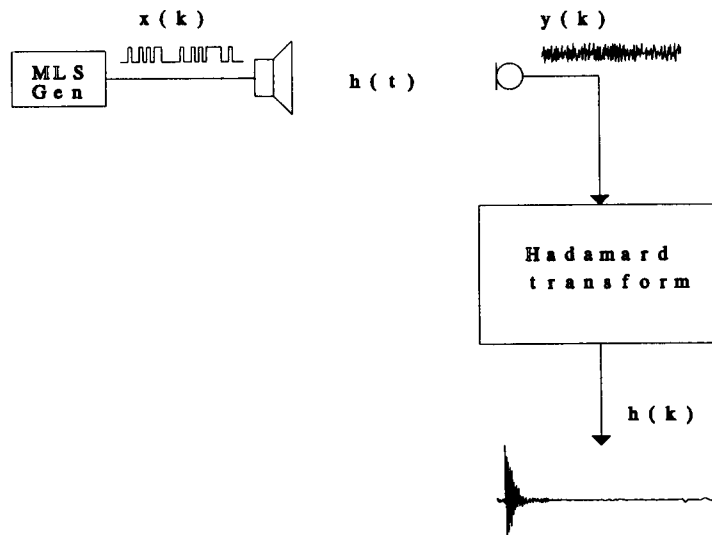 x(k)
y(k)
MLS
Gen
h(t)
Hadamard
transform
h(k)